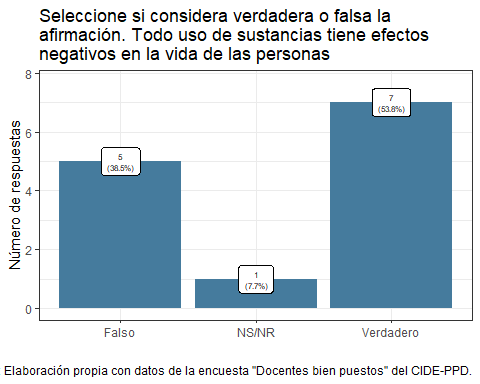 Seleccione si considera verdadera o falsa la
afirmación. Todo uso de sustancias tiene efectos
negativos en la vida de las personas
Número de respuestas
8
6
4
2
0
5
(38.5%)
1
(7.7%)
7
(53.8%)
Falso
NS/NR
Verdadero
Elaboración propia con datos de la encuesta "Docentes bien puestos" del CIDE-PPD.